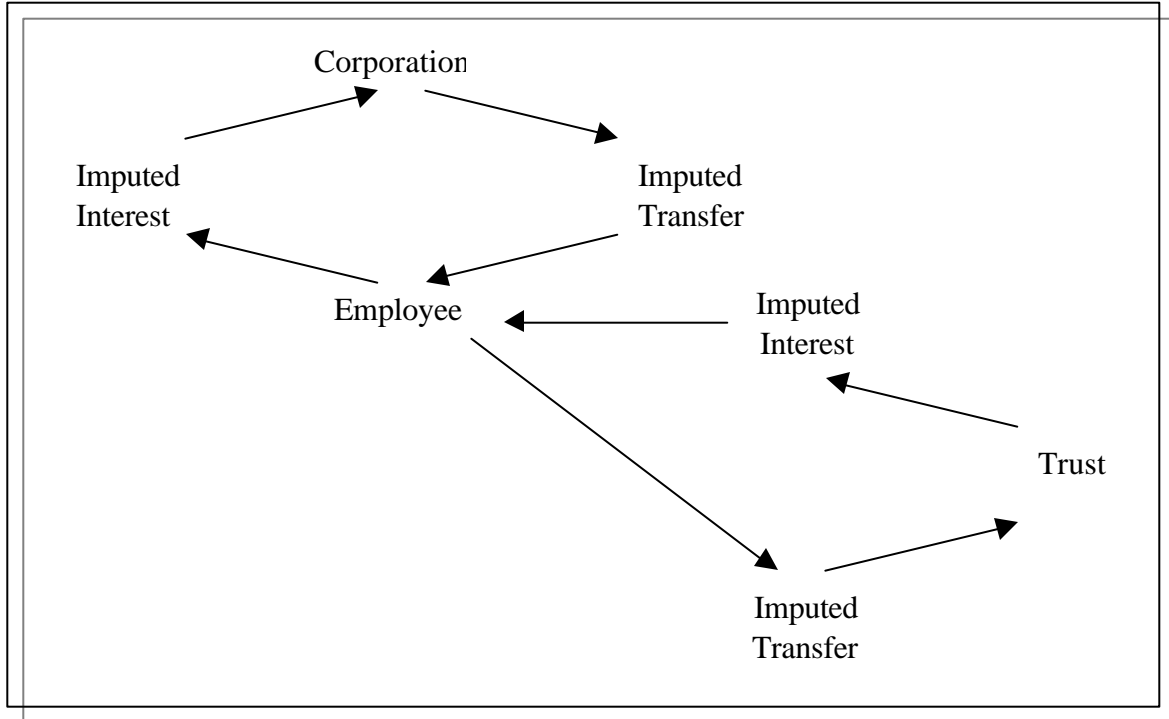 Corporation
Imputed
Interest
Imputed
Transfer
Employee
Imputed
Interest
Trust
Imputed
Transfer